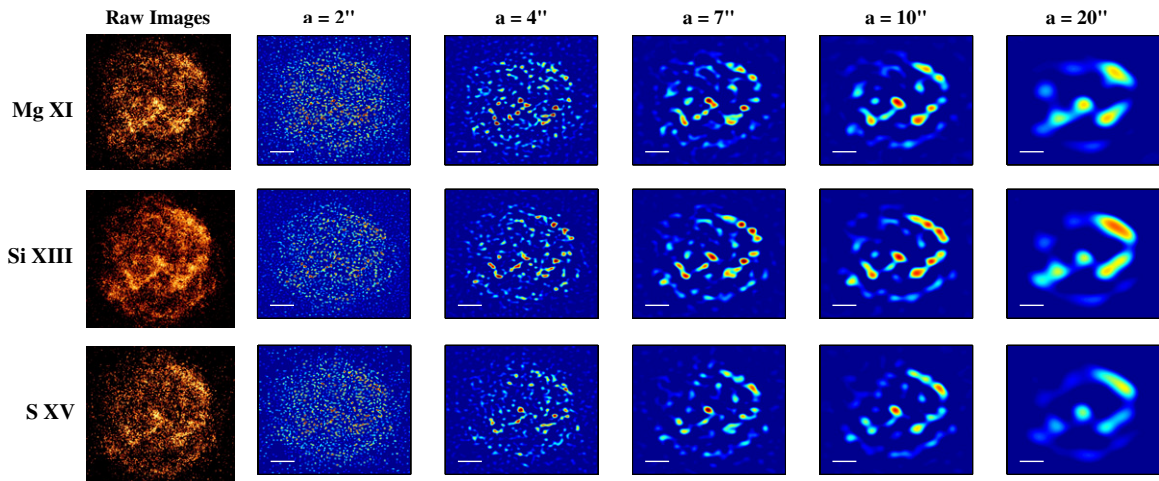 Raw Images a = 2" a = 4" a = 7" a = 10" a = 20"
Mg XI
Si XIII
S XV